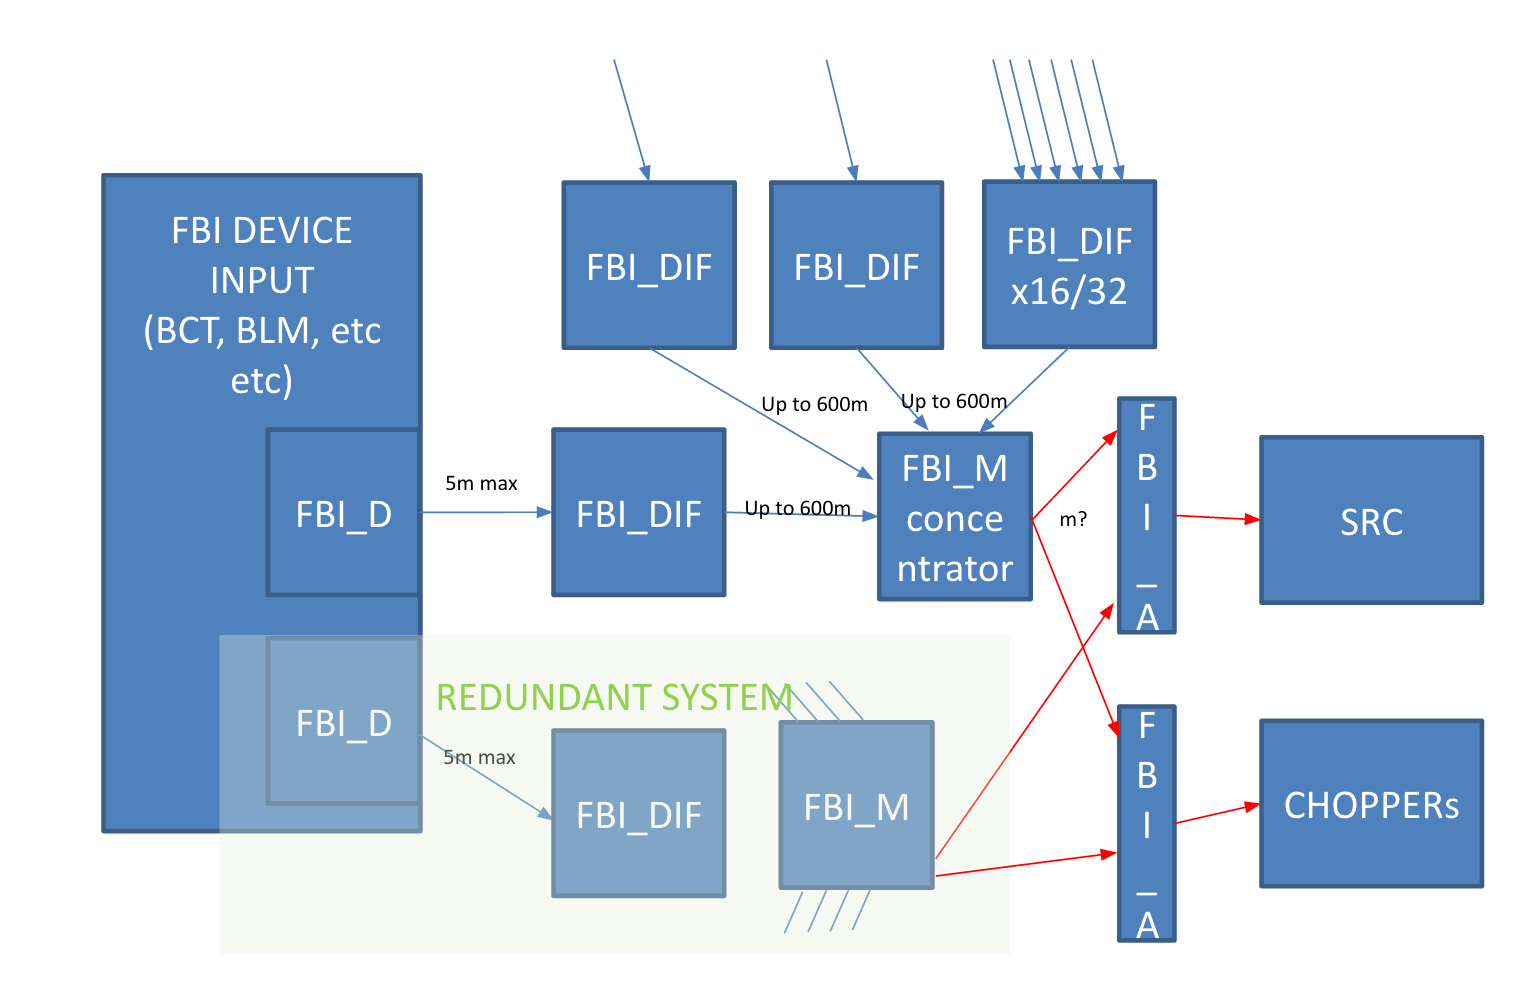 FBI DEVICE
INPUT
(BCT, BLM, etc
etc)
FBI_DIF
FBI_DIF
FBI_DIF
x16/32
Up to 600m
Up to 600m
FBI_D
5m max
FBI_DIF
Up to 600m
FBI_M
conce
ntrator
m?
F
B
I
_
A
SRC
REDUNDANT SYSTEM
FBI_D
5m max
FBI_DIF
FBI_M
F
B
I
_
A
CHOPPERs